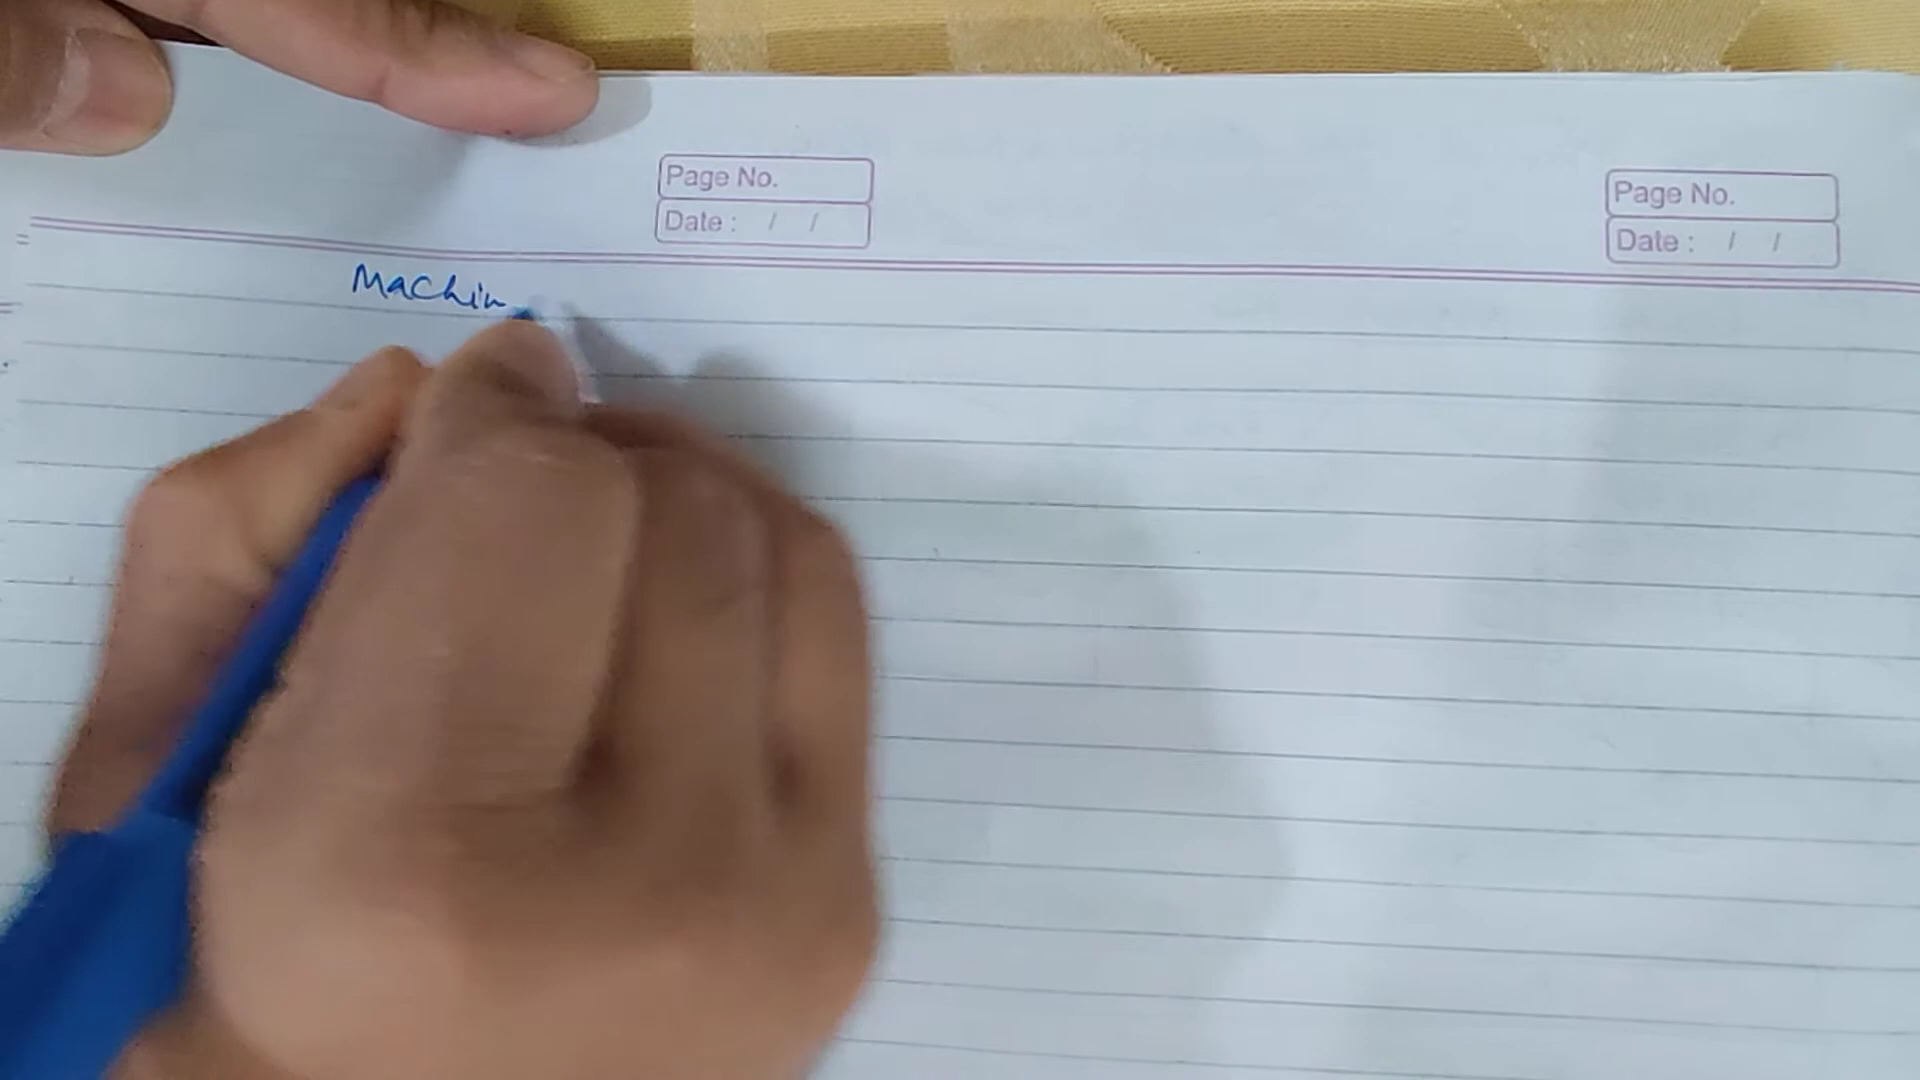 Page No.
Date : / /
Page No.
Date : / /
Machin